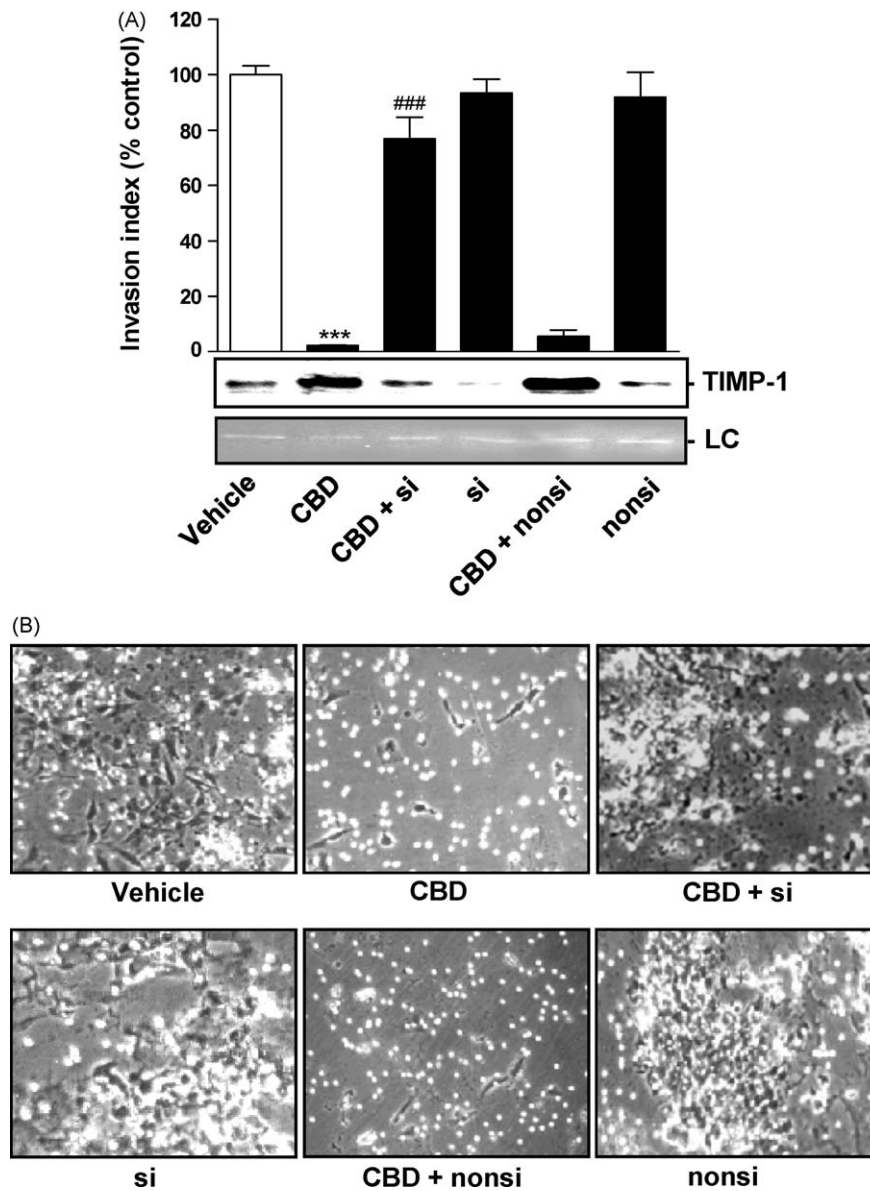 (A)
Invasion index (% control)
120
100
80
60
40
20
0
***
###
- TIMP-1
- LC
Vehicle
CBD
CBD + si
si
CBD + nonsi
nonsi
(B)
Vehicle
CBD
CBD + si
si
CBD + nonsi
nonsi